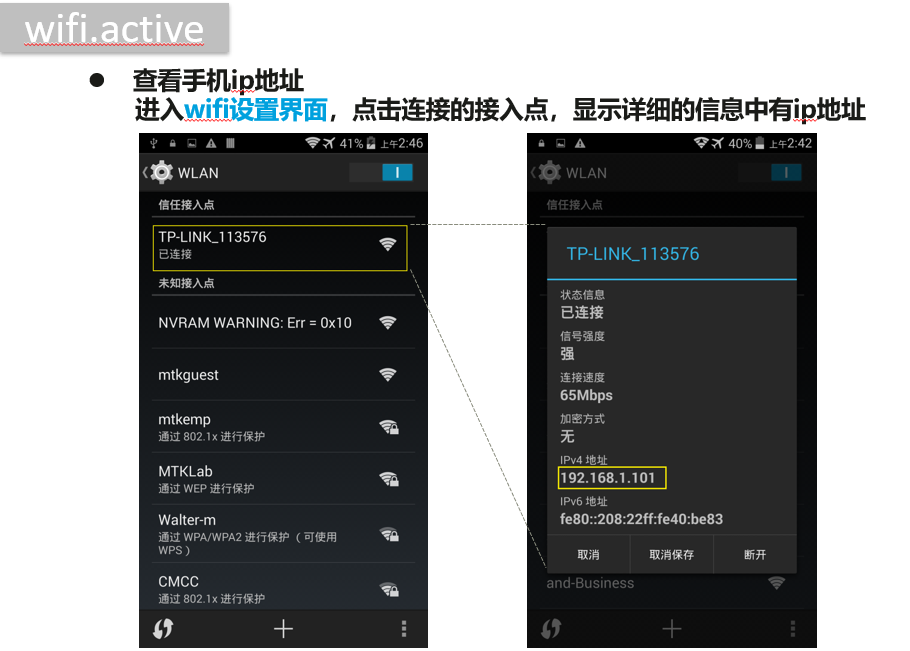 wifi.active
● 查看手机ip地址
进入wifi设置界面，点击连接的接入点，显示详细的信息中有ip地址
41% 上午2:46
WLAN
信任接入点
TP-LINK_113576
已连接
未知接入点
NVRAM WARNING: Err = 0x10
mtkguest
mtkemp
通过 802.1x 进行保护
MTKLab
通过 WEP 进行保护
Walter-m
通过 WPA/WPA2 进行保护（可使用
WPS）
CMCC
通过 802.1x 进行保护
40% 上午2:42
WLAN
信任接入点
TP-LINK_113576
状态信息
已连接
信号强度
强
连接速度
65Mbps
加密方式
无
IPv4 地址
192.168.1.101
IPv6 地址
fe80::208:22ff:fe40:be83
取消 取消保存 断开
and-Business